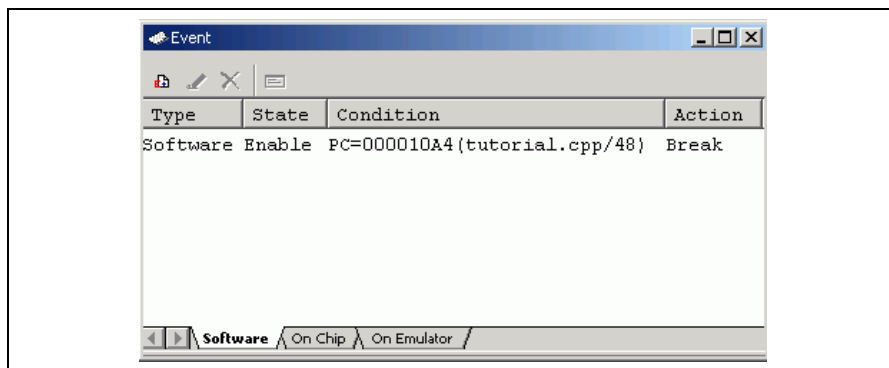 Event
Type State Condition Action
Software Enable PC=000010A4(tutorial.cpp/48) Break
Software On Chip On Emulator